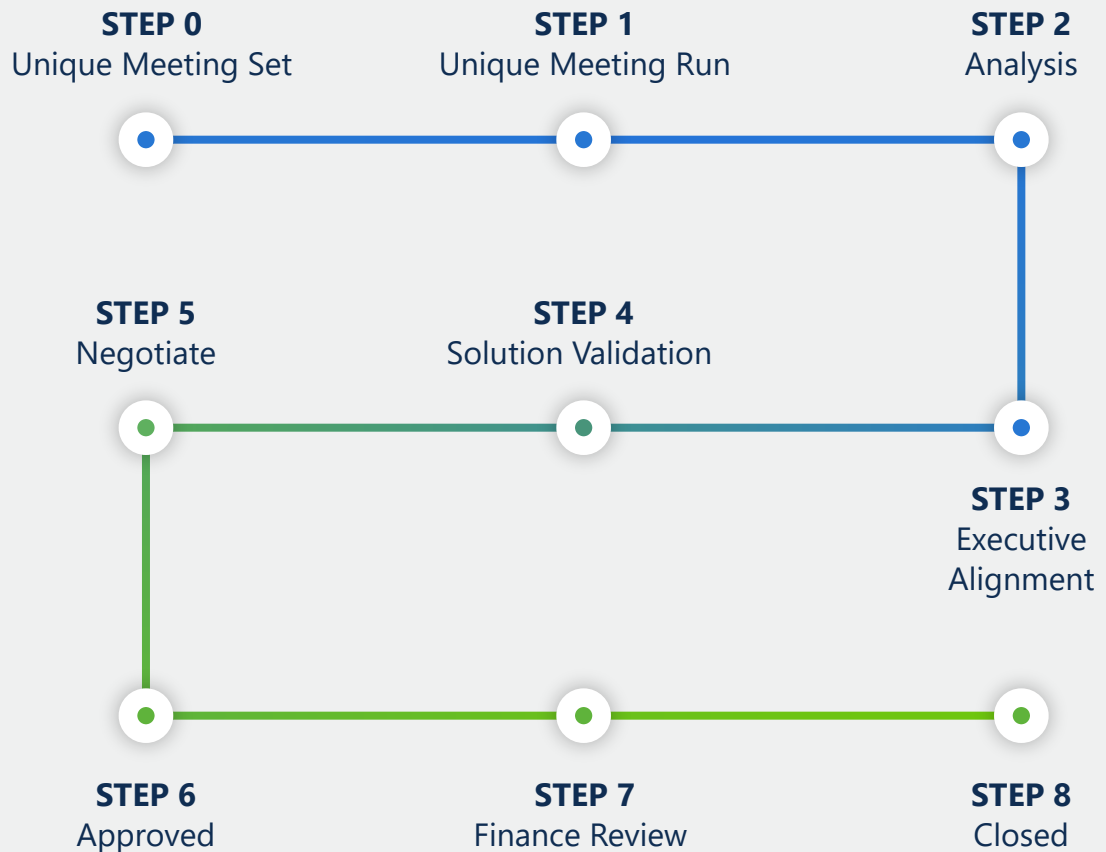 STEP 0
Unique Meeting Set
STEP 1
Unique Meeting Run
STEP 2
Analysis
STEP 3
Executive
Alignment
STEP 4
Solution Validation
STEP 5
Negotiate
STEP 6
Approved
STEP 7
Finance Review
STEP 8
Closed